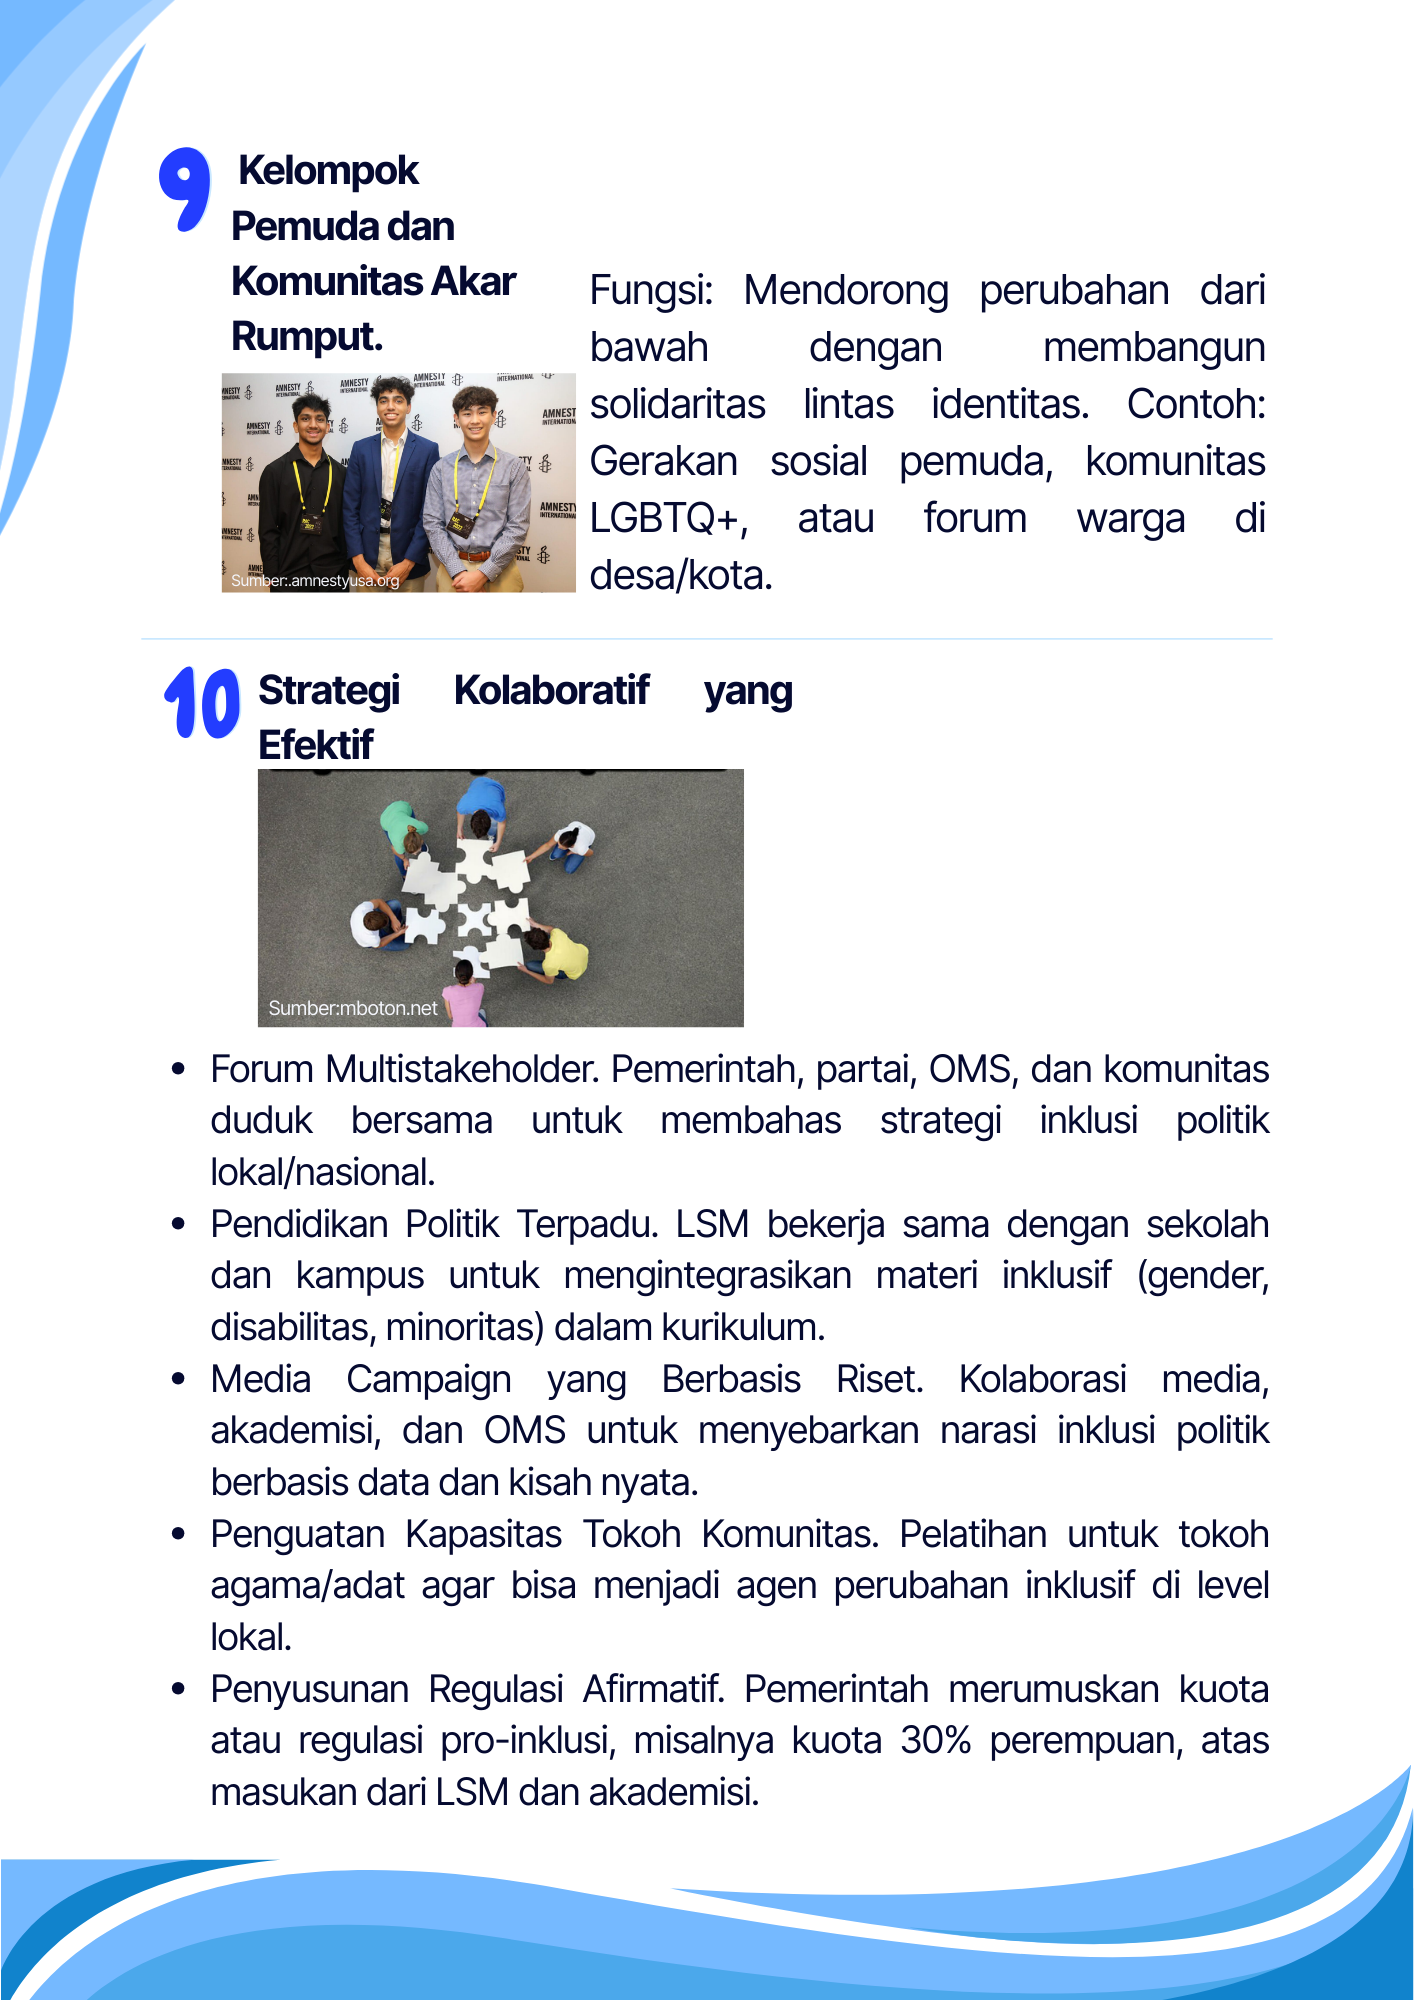 9
Kelompok
Pemuda dan
Komunitas Akar
Rumput.
AMNESTY
INTERNATIONAL
Sumber:.amnestyusa.org
Fungsi: Mendorong perubahan dari
bawah dengan membangun
solidaritas lintas identitas. Contoh:
Gerakan sosial pemuda, komunitas
LGBTQ+, atau forum warga di
desa/kota.
10
Strategi Kolaboratif yang
Efektif
Sumber:mboton.net
• Forum Multistakeholder. Pemerintah, partai, OMS, dan komunitas
duduk bersama untuk membahas strategi inklusi politik
lokal/nasional.
• Pendidikan Politik Terpadu. LSM bekerja sama dengan sekolah
dan kampus untuk mengintegrasikan materi inklusif (gender,
disabilitas, minoritas) dalam kurikulum.
• Media Campaign yang Berbasis Riset. Kolaborasi media,
akademisi, dan OMS untuk menyebarkan narasi inklusi politik
berbasis data dan kisah nyata.
• Penguatan Kapasitas Tokoh Komunitas. Pelatihan untuk tokoh
agama/adat agar bisa menjadi agen perubahan inklusif di level
lokal.
• Penyusunan Regulasi Afirmatif. Pemerintah merumuskan kuota
atau regulasi pro-inklusi, misalnya kuota 30% perempuan, atas
masukan dari LSM dan akademisi.